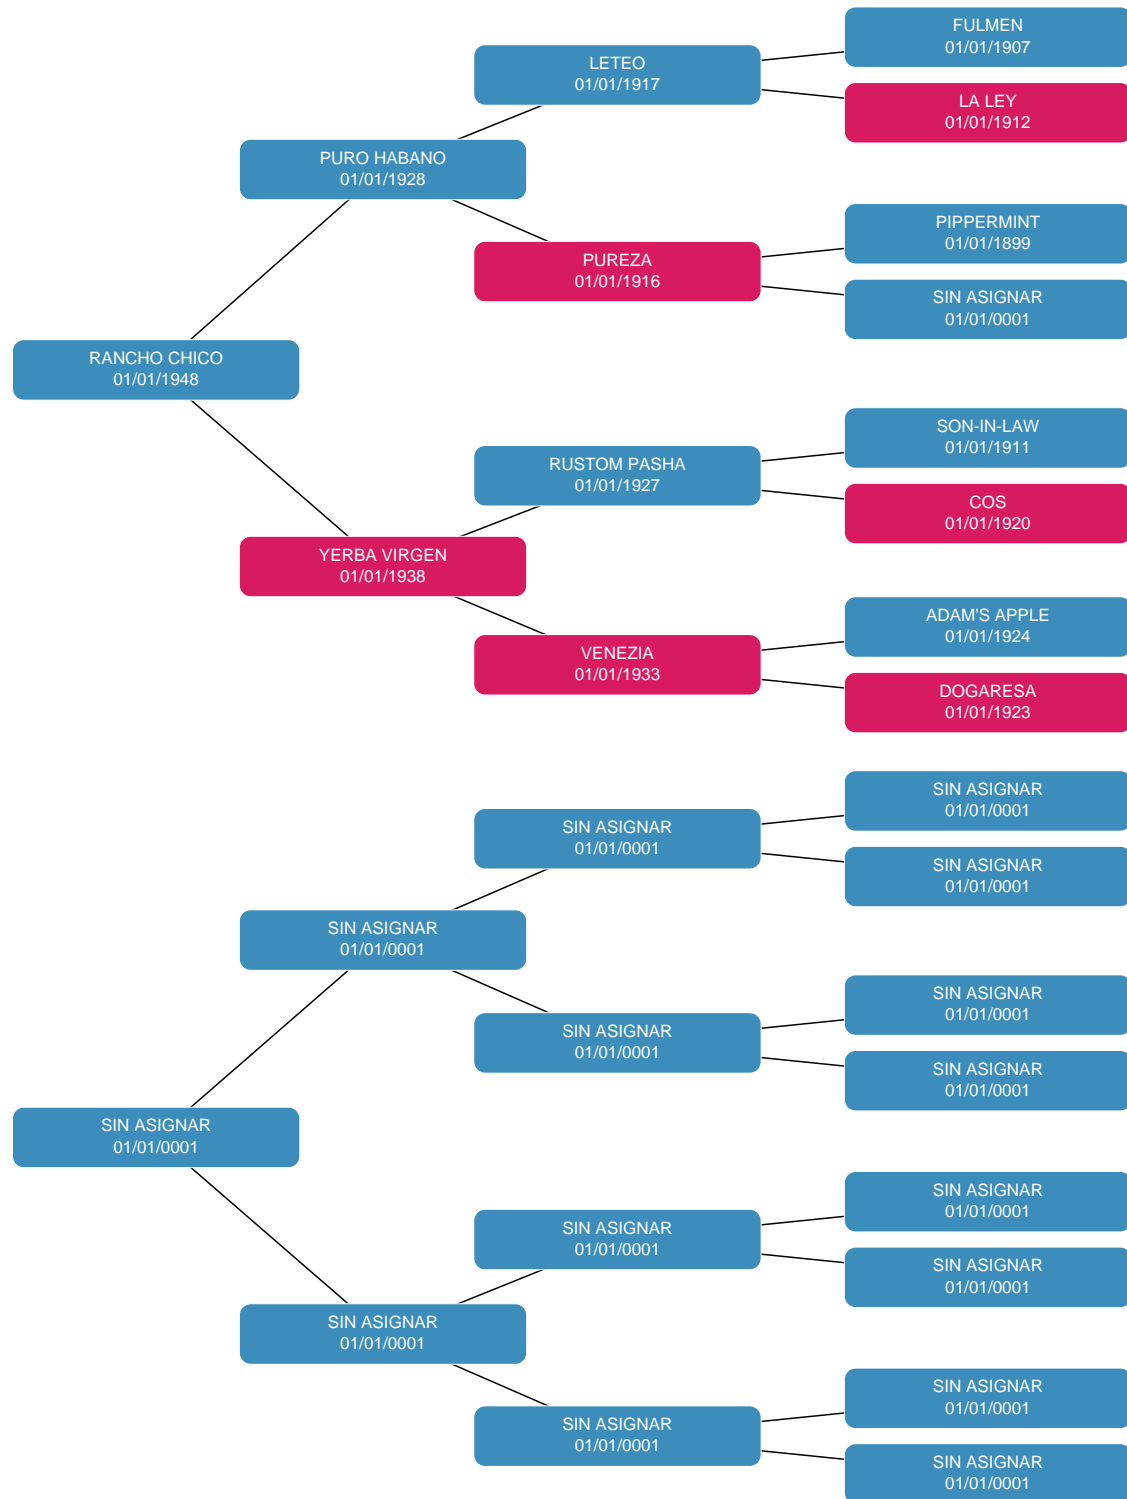 FULMEN
01/01/1907
LETEO
01/01/1917
LA LEY
01/01/1912
PURO HABANO
01/01/1928
PIPPERMINT
01/01/1899
PUREZA
01/01/1916
SIN ASIGNAR
01/01/0001
RANCHO CHICO
01/01/1948
SON-IN-LAW
01/01/1911
RUSTOM PASHA
01/01/1927
COS
01/01/1920
YERBA VIRGEN
01/01/1938
ADAM'S APPLE
01/01/1924
VENEZIA
01/01/1933
DOGARESA
01/01/1923
SIN ASIGNAR
01/01/0001
SIN ASIGNAR
01/01/0001
SIN ASIGNAR
01/01/0001
SIN ASIGNAR
01/01/0001
SIN ASIGNAR
01/01/0001
SIN ASIGNAR
01/01/0001
SIN ASIGNAR
01/01/0001
SIN ASIGNAR
01/01/0001
SIN ASIGNAR
01/01/0001
SIN ASIGNAR
01/01/0001
SIN ASIGNAR
01/01/0001
SIN ASIGNAR
01/01/0001
SIN ASIGNAR
01/01/0001
SIN ASIGNAR
01/01/0001
SIN ASIGNAR
01/01/0001